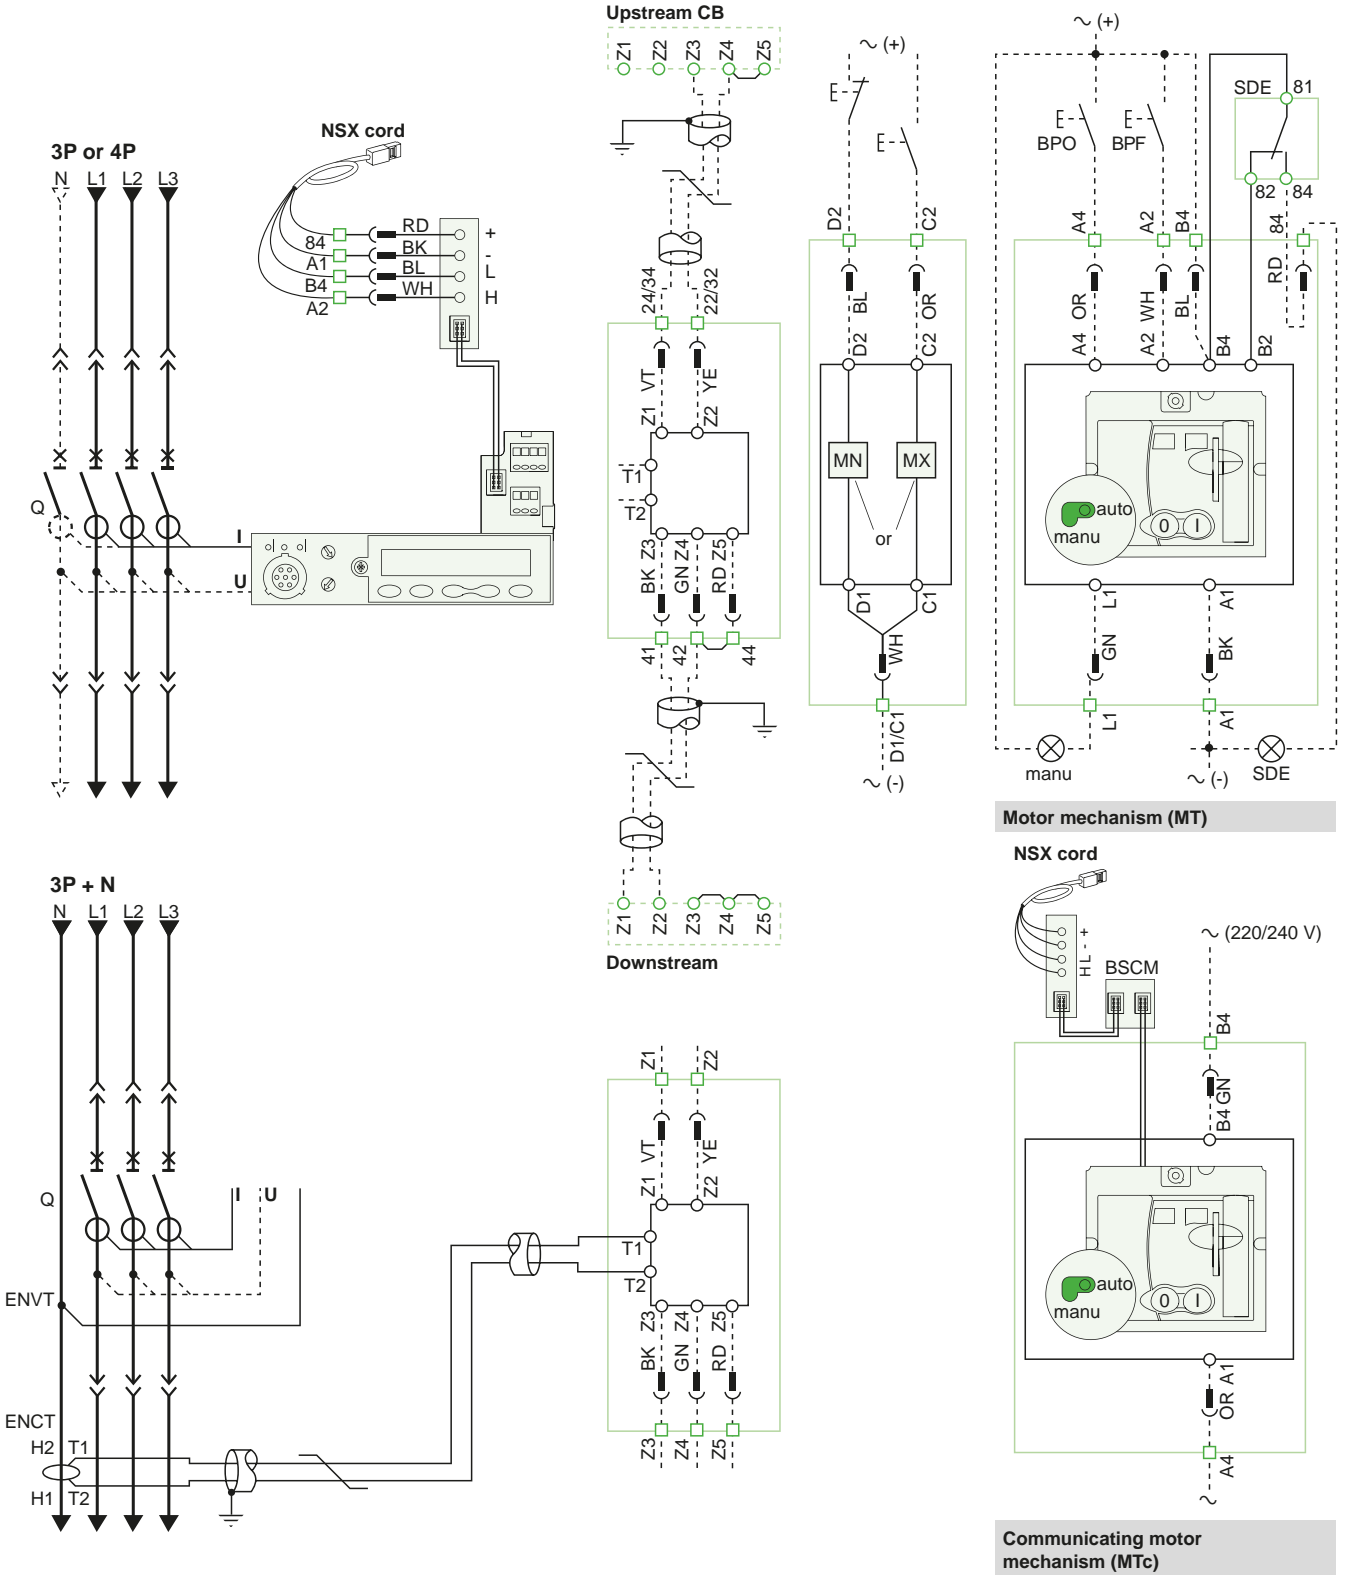 Upstream CB
Z1 Z2 Z3 Z4 Z5
(+)
(+)
NSX cord
3P or 4P
N L1 L2 L3
RD +
84
BK -
A1
BL L
B4
WH H
A2
24/34 22/32
VT YE
Z1 Z2
T1
T2
Z3 Z4 Z5
BK GN RD
41 42 44
Q
I
U
D2 C2
BL OR
D2 C2
MN MX
or
D1 C1
WH
D1/C1
(-)
SDE 81
BPO BPF
82 84
A4 A2 B4 84
OR WH BL RD
A4 A2 B4 B2
auto
manu
0 I
L1 A1
GN BK
L1 A1
manu
(-)
SDE
Motor mechanism (MT)
Z1 Z2 Z3 Z4 Z5
Downstream
3P + N
N L1 L2 L3
Q
I U
ENVT
ENCT
H2 T1
H1 T2
Z1 Z2
VT YE
Z1 Z2
T1
T2
Z3 Z4 Z5
BK GN RD
Z3 Z4 Z5
NSX cord
+
-
L
H
BSCM
(220/240 V)
B4
GN
B4
auto
manu
0 I
A1
OR
A4
Communicating motor
mechanism (MTc)